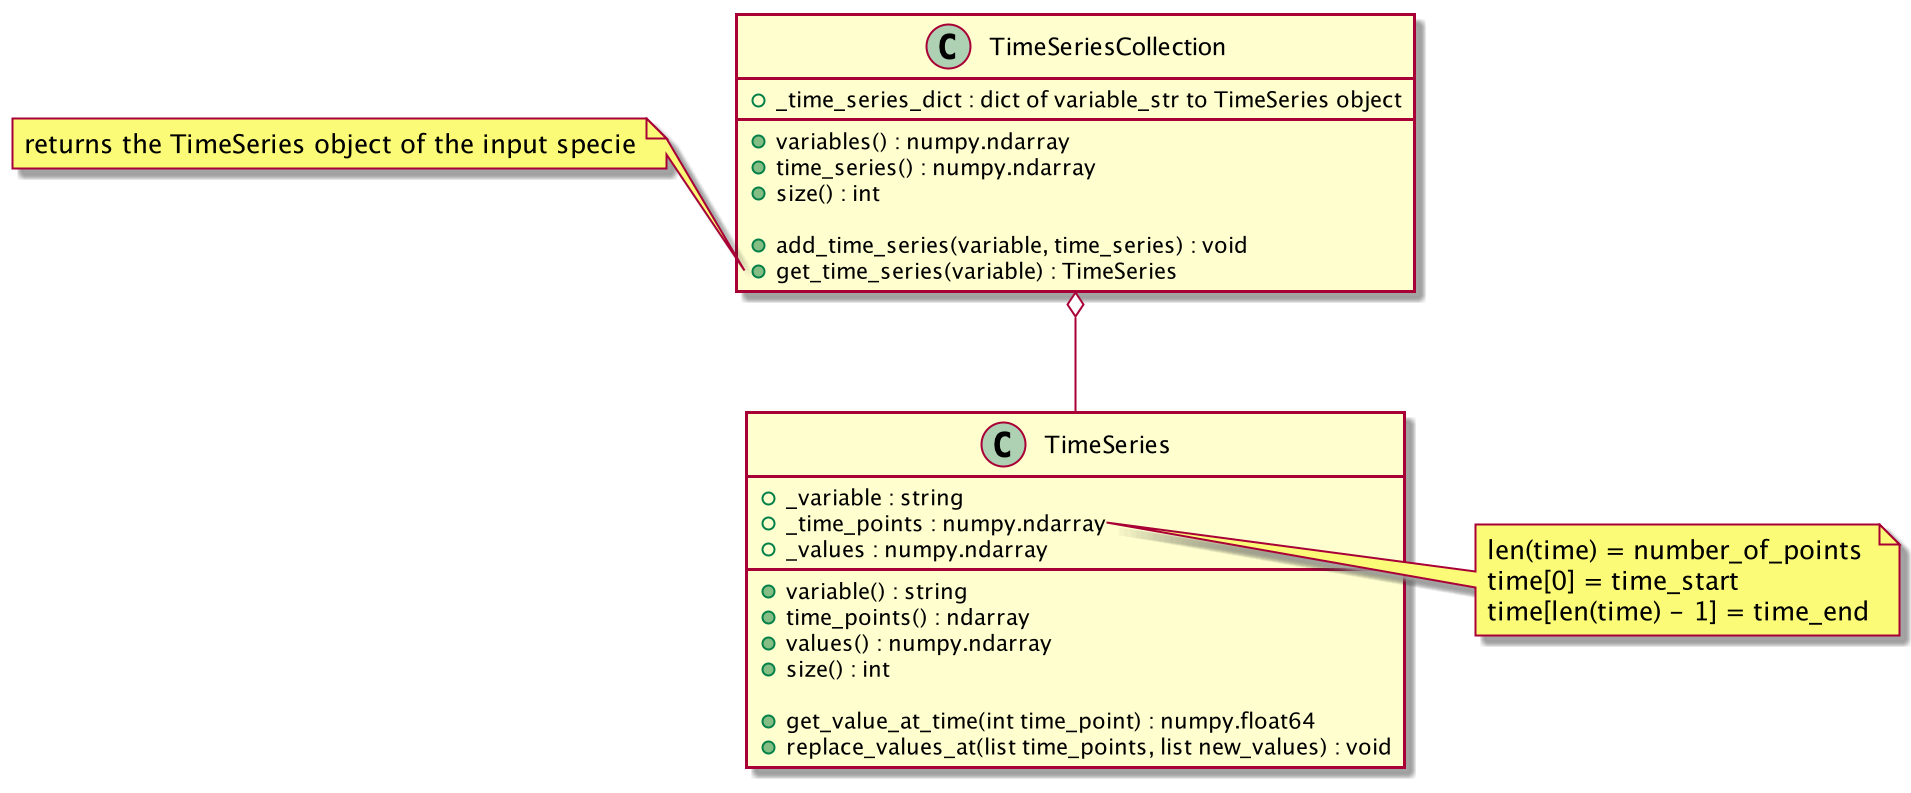 C TimeSeriesCollection
_time_series_dict : dict of variable_str to TimeSeries object
returns the TimeSeries object of the input specie
variables() : numpy.ndarray
time_series() : numpy.ndarray
size() : int
add_time_series(variable, time_series) : void
get_time_series(variable) : TimeSeries
C TimeSeries
_variable : string
_time_points : numpy.ndarray
_values : numpy.ndarray
len(time) = number_of_points
time[0] = time_start
time[len(time) - 1] = time_end
variable() : string
time_points() : ndarray
values() : numpy.ndarray
size() : int
get_value_at_time(int time_point) : numpy.float64
replace_values_at(list time_points, list new_values) : void